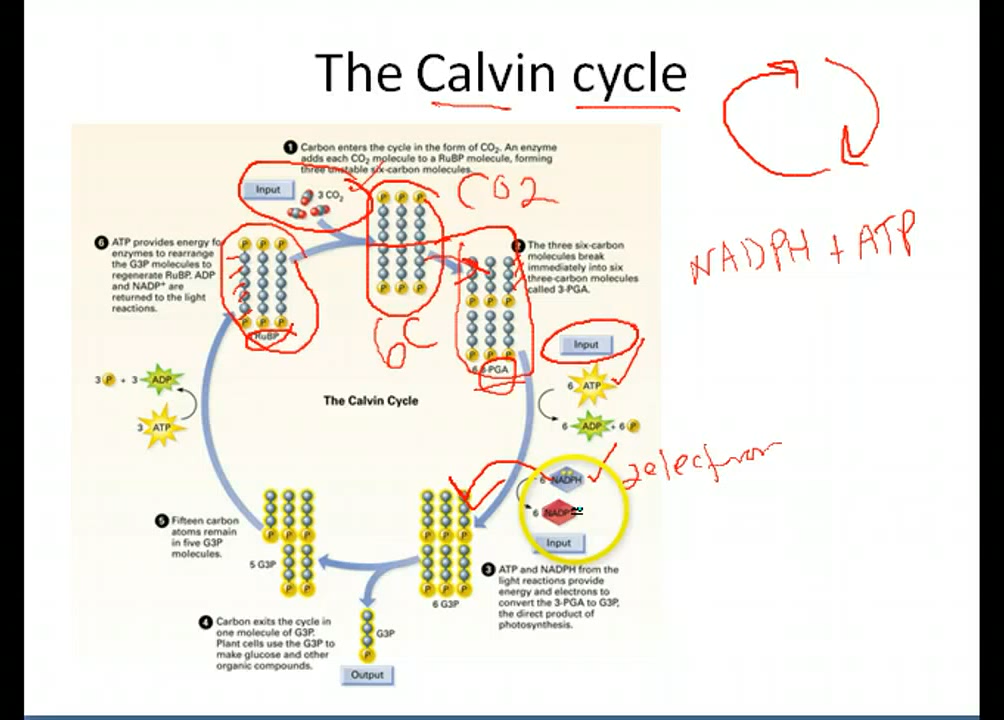 The Calvin cycle
1 Carbon enters the cycle in the form of CO2. An enzyme
adds each CO2 molecule to a RuBP molecule, forming
three unstable six-carbon molecules.
Input
3 CO2
P P P
P P P
CO2
NADPH + ATP
6 ATP provides energy for
enzymes to rearrange
the G3P molecules to
regenerate RuBP. ADP
and NADP+ are
returned to the light
reactions.
P P P
P P P
RuBP
6C
2 The three six-carbon
molecules break
immediately into six
three-carbon molecules
called 3-PGA.
P P P
P P P
6 3-PGA
Input
6 ATP
6 ADP + 6 P
3 P + 3 ADP
3 ATP
The Calvin Cycle
6 NADPH
2electron
6 NADP
Input
5 Fifteen carbon
atoms remain
in five G3P
molecules.
P P P
P P
5 G3P
P P P
P P P
6 G3P
3 ATP and NADPH from the
light reactions provide
energy and electrons to
convert the 3-PGA to G3P,
the direct product of
photosynthesis.
4 Carbon exits the cycle in
one molecule of G3P.
Plant cells use the G3P to
make glucose and other
organic compounds.
G3P
P
Output